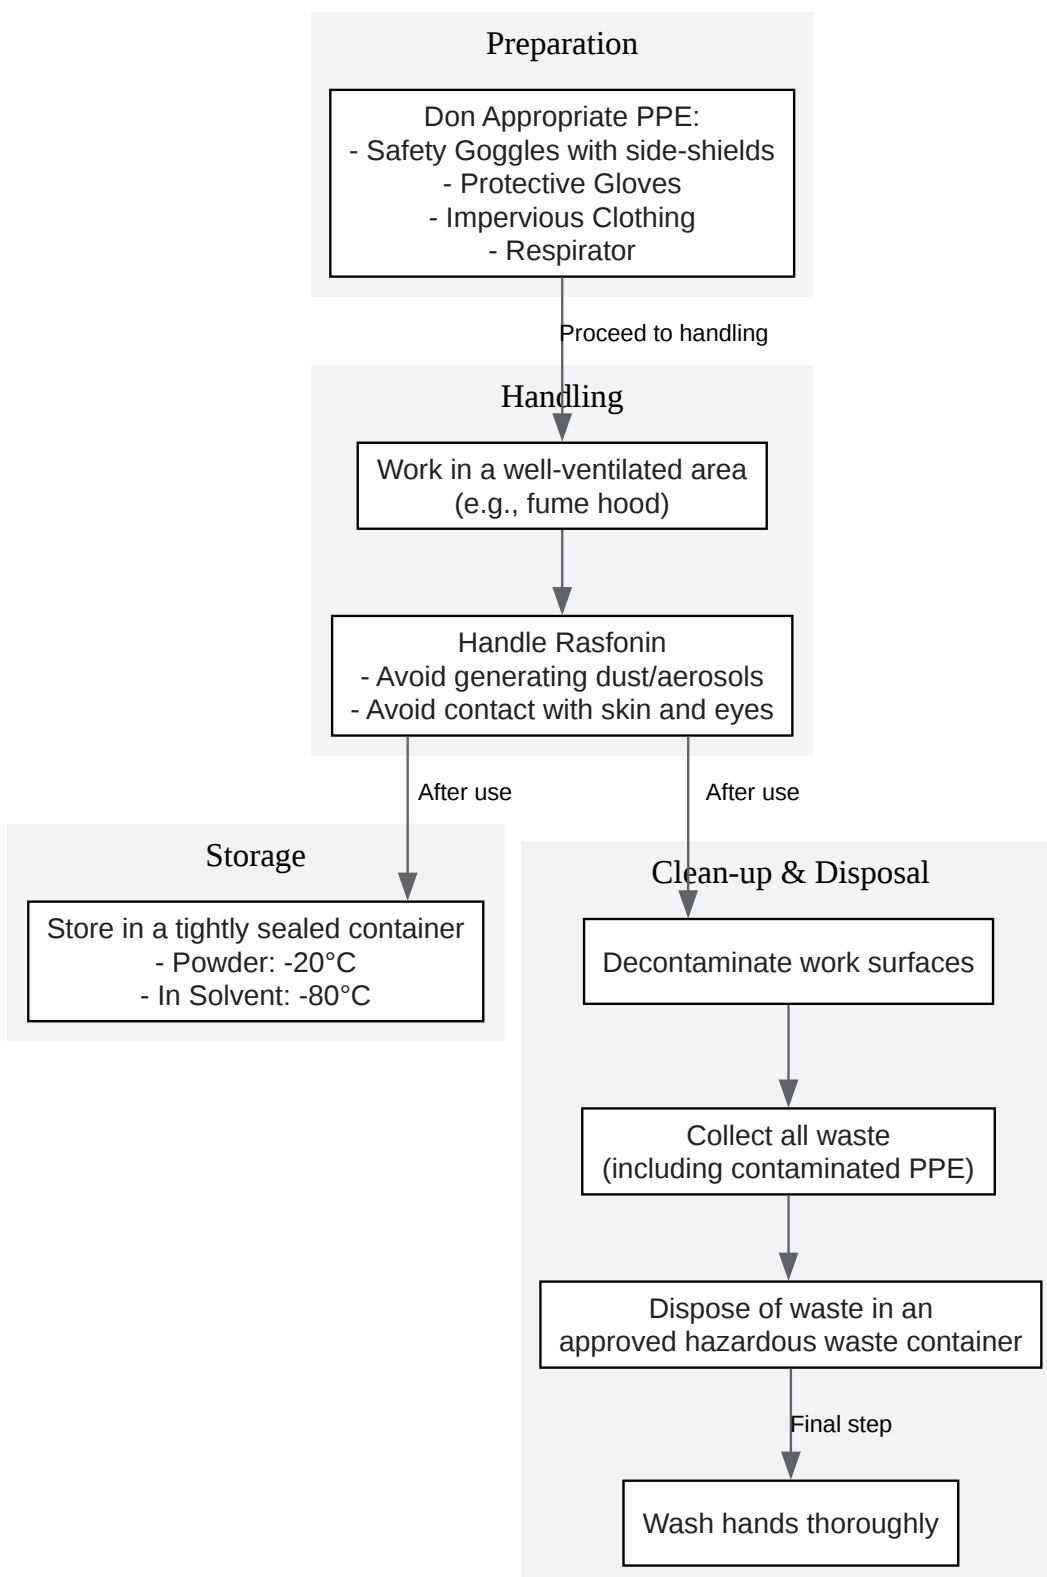 Preparation
Don Appropriate PPE:
- Safety Goggles with side-shields
- Protective Gloves
- Impervious Clothing
- Respirator
Proceed to handling
Handling
Work in a well-ventilated area
(e.g., fume hood)
Handle Rasfonin
- Avoid generating dust/aerosols
- Avoid contact with skin and eyes
After use
After use
Storage
Store in a tightly sealed container
- Powder: -20°C
- In Solvent: -80°C
Clean-up & Disposal
Decontaminate work surfaces
Collect all waste
(including contaminated PPE)
Dispose of waste in an
approved hazardous waste container
Final step
Wash hands thoroughly